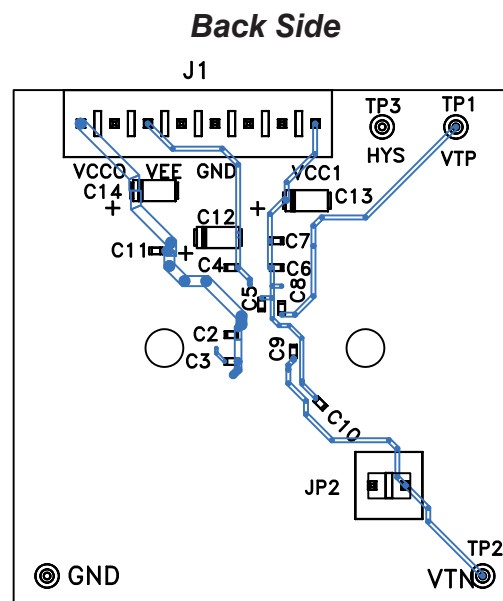 Back Side
J1
TP3 TP1
HYS VTP
VCCO VEE GND VCC1
C14 C13
C12
C7
C11 C4 C6
C5 C8
C2
C3 C9
C10
JP2
TP2
GND VTN